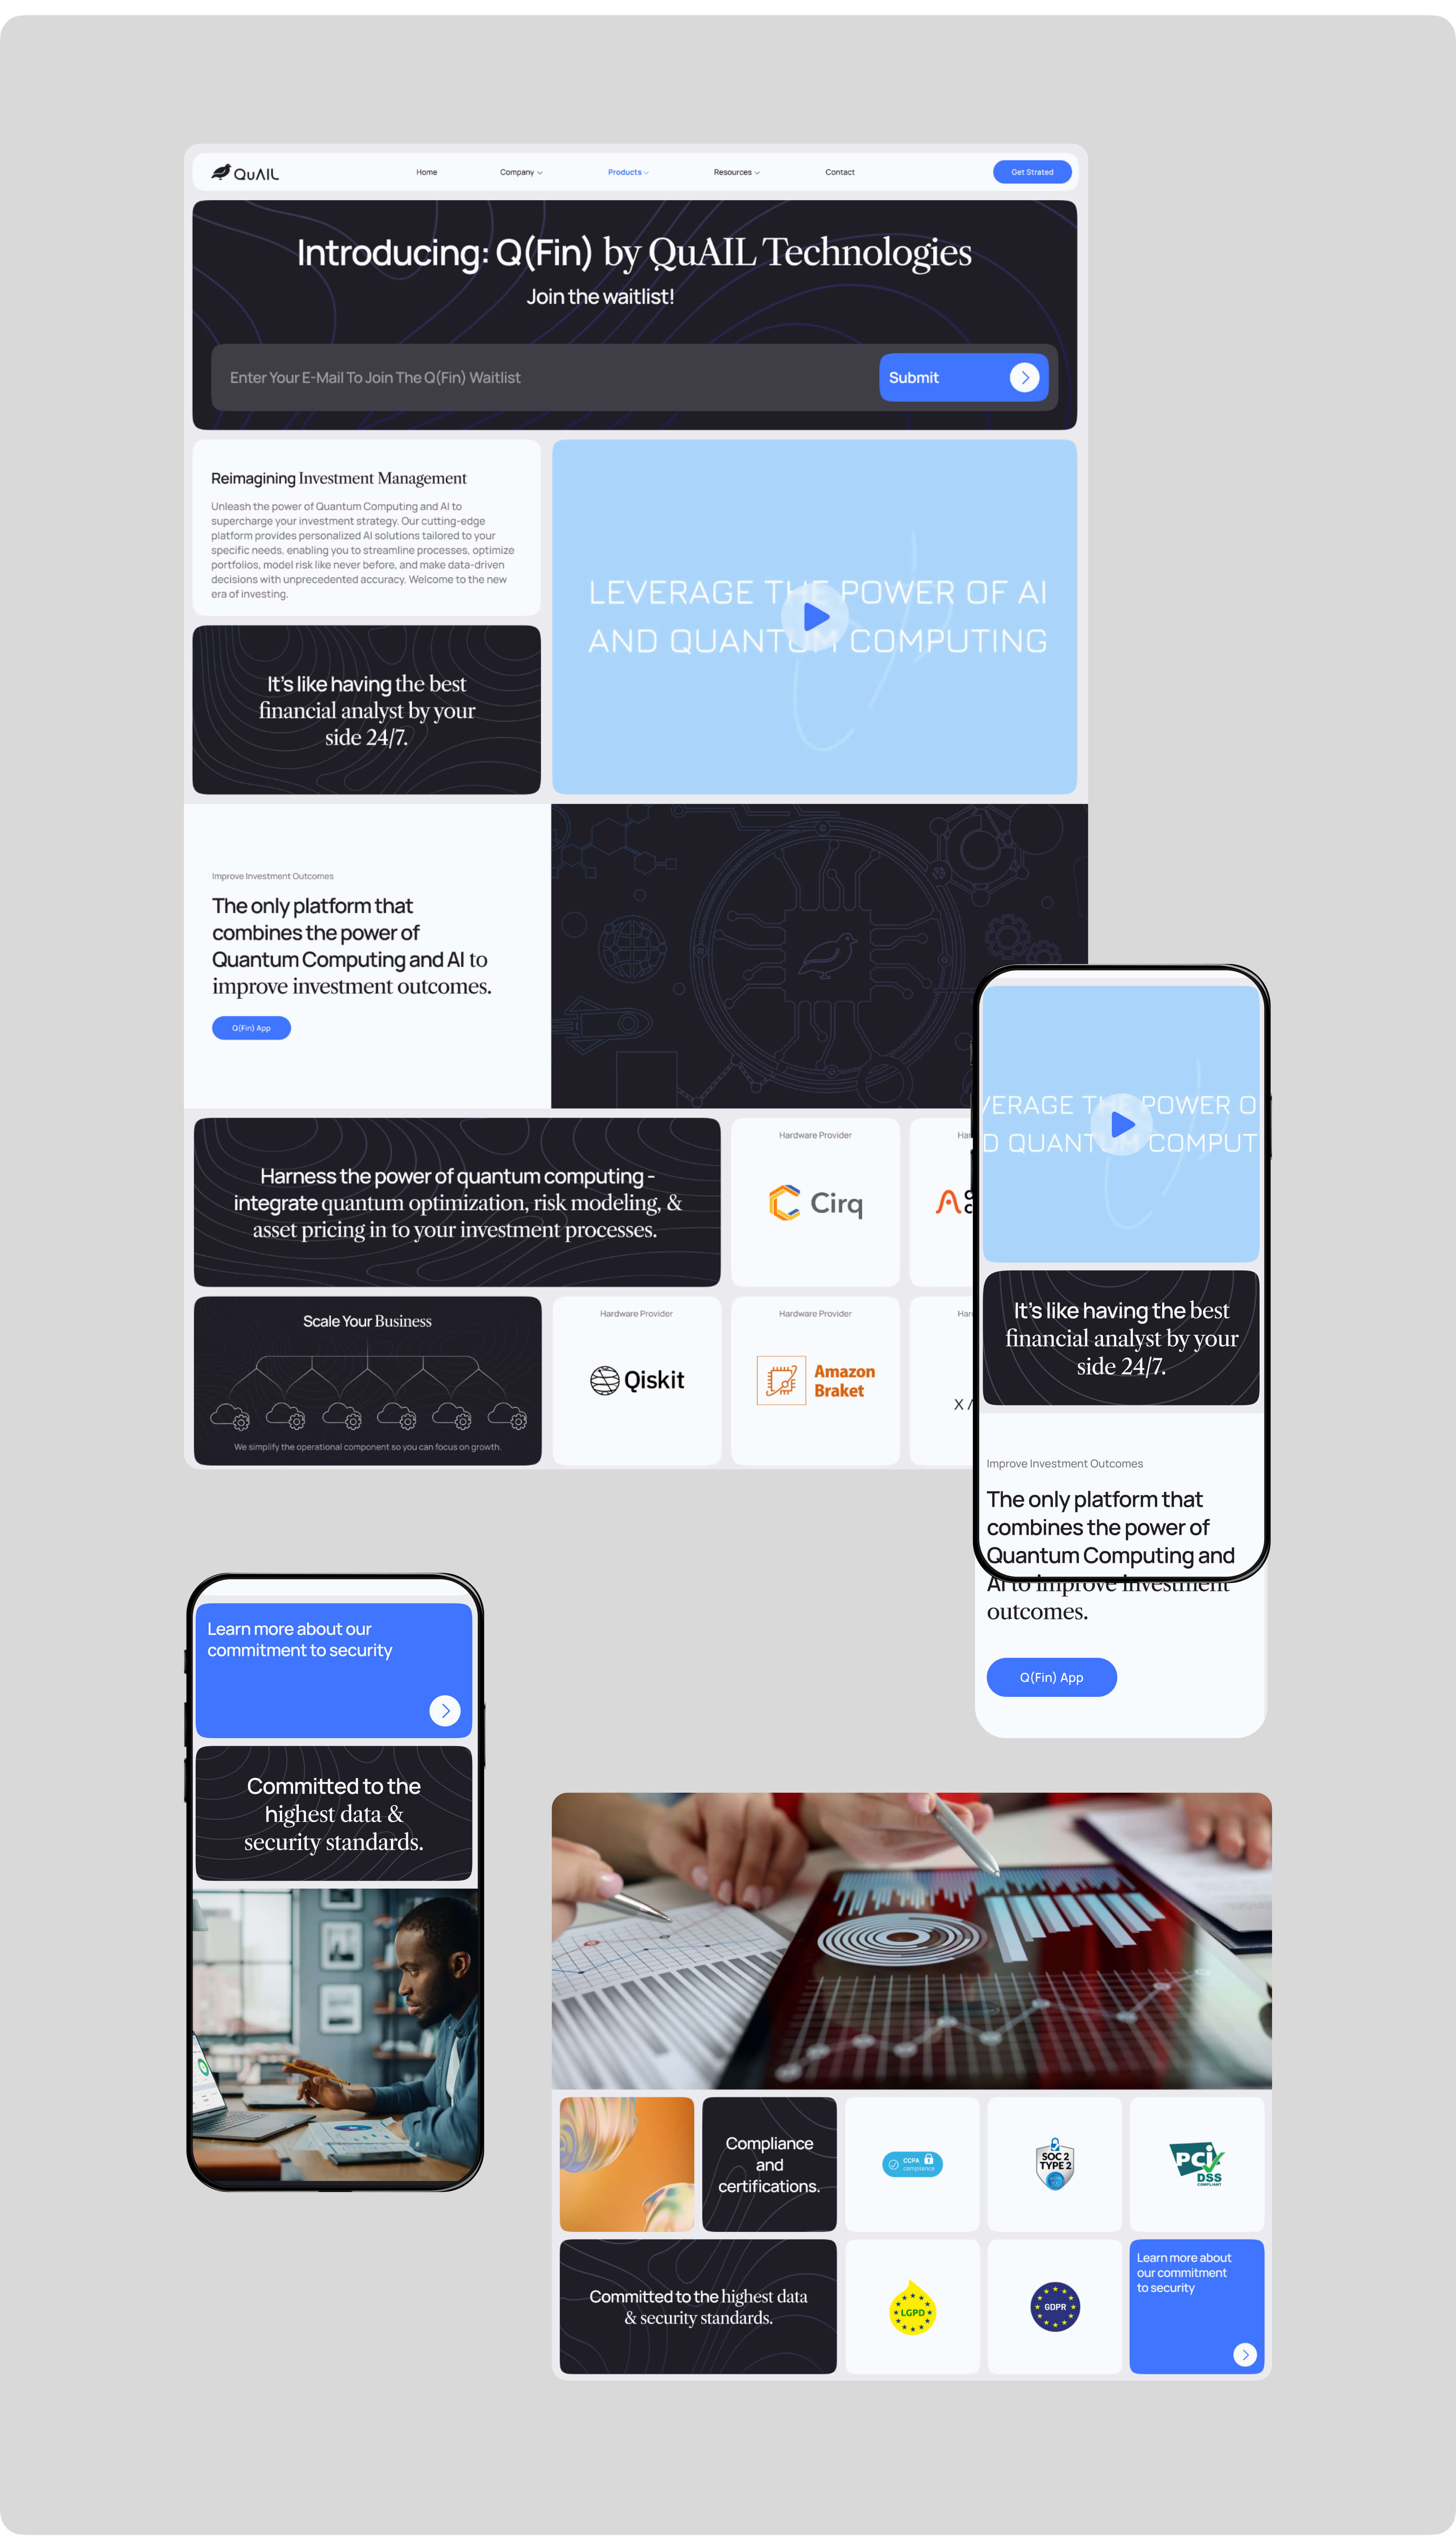 QuAIL
Home
Company
Products
Resources
Contact
Get Strated
Introducing: Q(Fin) by QuAIL Technologies
Join the waitlist!
Enter Your E-Mail To Join The Q(Fin) Waitlist
Submit
Reimagining Investment Management
Unleash the power of Quantum Computing and AI to
supercharge your investment strategy. Our cutting-edge
platform provides personalized AI solutions tailored to your
specific needs, enabling you to streamline processes, optimize
portfolios, model risk like never before, and make data-driven
decisions with unprecedented accuracy. Welcome to the new
era of investing.
LEVERAGE THE POWER OF AI
AND QUANTUM COMPUTING
It's like having the best
financial analyst by your
side 24/7.
Improve Investment Outcomes
The only platform that
combines the power of
Quantum Computing and AI to
improve investment outcomes.
Q(Fin) App
Harness the power of quantum computing -
integrate quantum optimization, risk modeling, &
asset pricing in to your investment processes.
Hardware Provider
Cirq
Scale Your Business
We simplify the operational component so you can focus on growth.
Hardware Provider
Qiskit
Hardware Provider
Amazon
Braket
VERAGE THE POWER O
D QUANTUM COMPUT
It's like having the best
financial analyst by your
side 24/7.
Improve Investment Outcomes
The only platform that
combines the power of
Quantum Computing and
AI to improve investment
outcomes.
Q(Fin) App
Learn more about our
commitment to security
Committed to the
highest data &
security standards.
Compliance
and
certifications.
CCPA
compliance
SOC 2
TYPE 2
PCI
DSS
COMPLIANT
Committed to the highest data
& security standards.
LGPD
GDPR
Learn more about
our commitment
to security